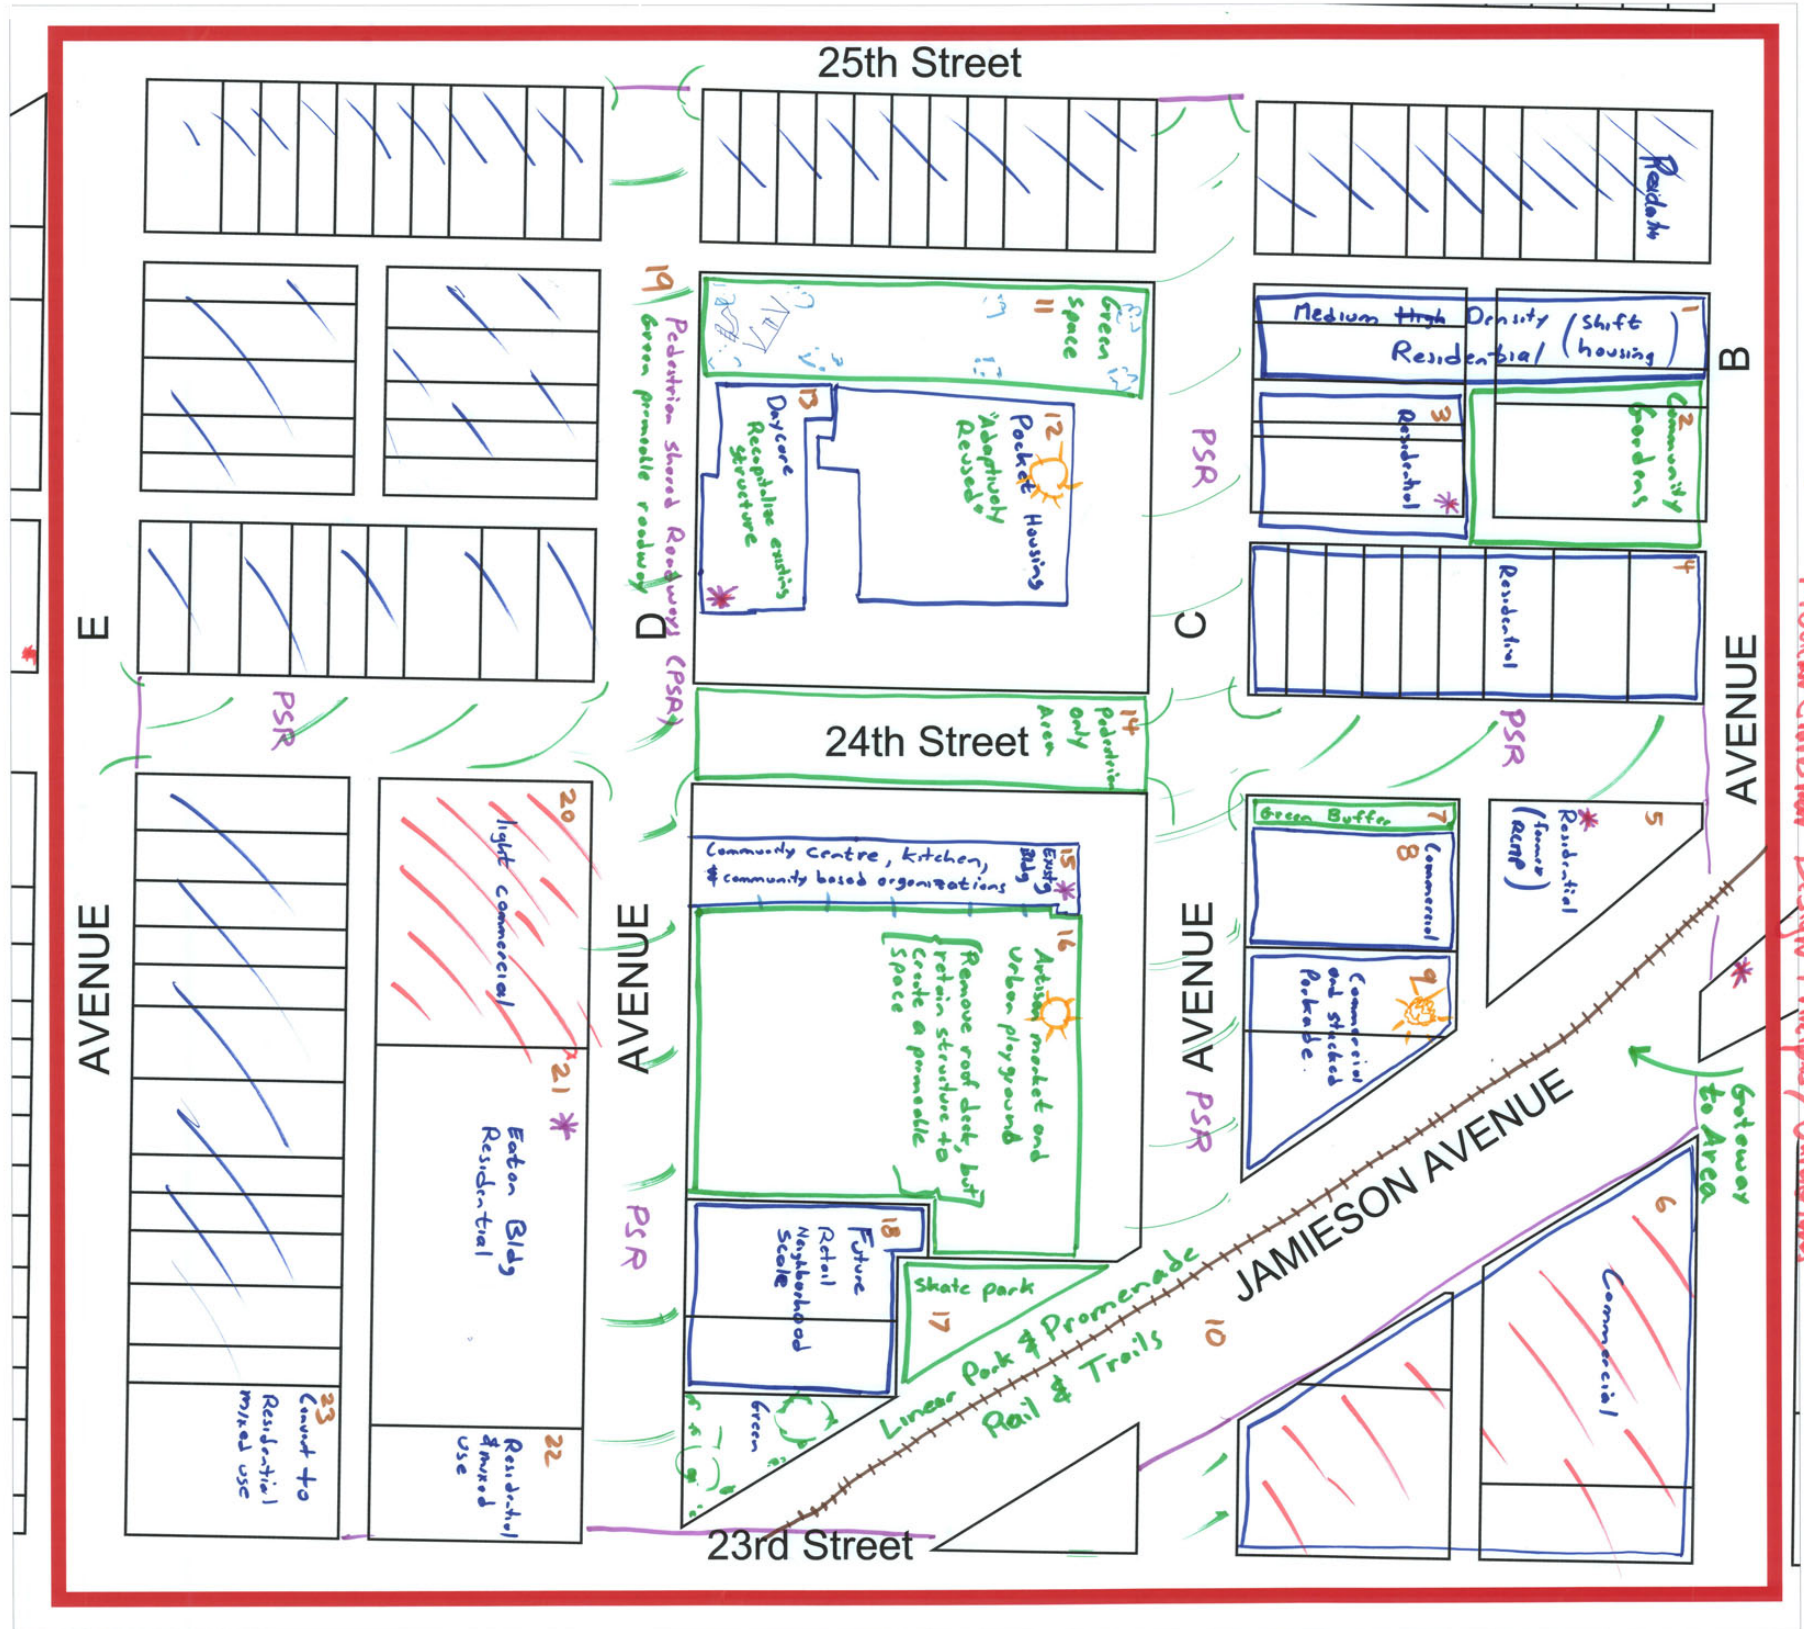 25th Street
Residential
19
Pedestrian shared Roadways (PSR)
Green permeable roadway
11
Green
Space
1
Medium High Density (shift
Residential housing)
B
2
Community
Gardens
3
Residential
4
Residential
12
Pocket Housing
"Adaptively
Reused"
13
Daycare
Recapitalize existing
structure
PSR
E
D
C
AVENUE
PSR
24th Street
14
Pedestrian
only
Area
PSR
20
light commercial
15
Existg
Bldg
Community Centre, kitchen,
& community based organizations
7
Green Buffer
8
Commercial
5
Residential
(former
RCMP)
AVENUE
AVENUE
AVENUE
16
Artisan market and
Urban playground
Remove roof deck, but
retain structure to
Create a permeable
Space
9
Commercial
and stacked
Parkade.
21
Eaton Bldg
Residential
PSR
PSR
Gateway
to Area
JAMIESON AVENUE
18
Future
Retail
Neighborhood
Scale
Skate park
17
Linear Park & Promenade
Rail & Trails
10
6
Commercial
23
Convert to
Residential
mixed use
22
Residential
& mixed
use
Green
23rd Street